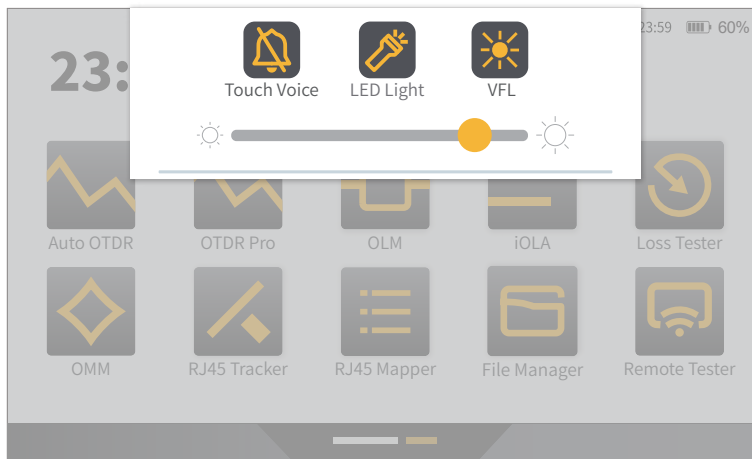 23:59 60%
23:
Touch Voice LED Light VFL
Auto OTDR OTDR Pro OLM iOLA Loss Tester
OMM RJ45 Tracker RJ45 Mapper File Manager Remote Tester